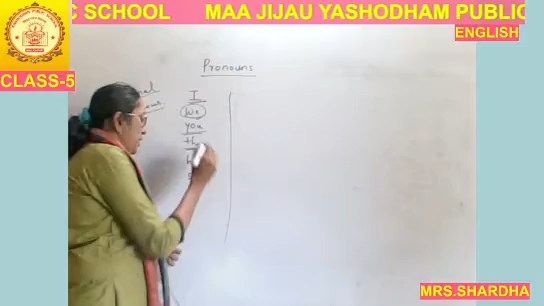 C SCHOOL MAA JIJAU YASHODHAM PUBLIC
ENGLISH
CLASS-5
Pronouns
I
we
you
MRS.SHARDHA